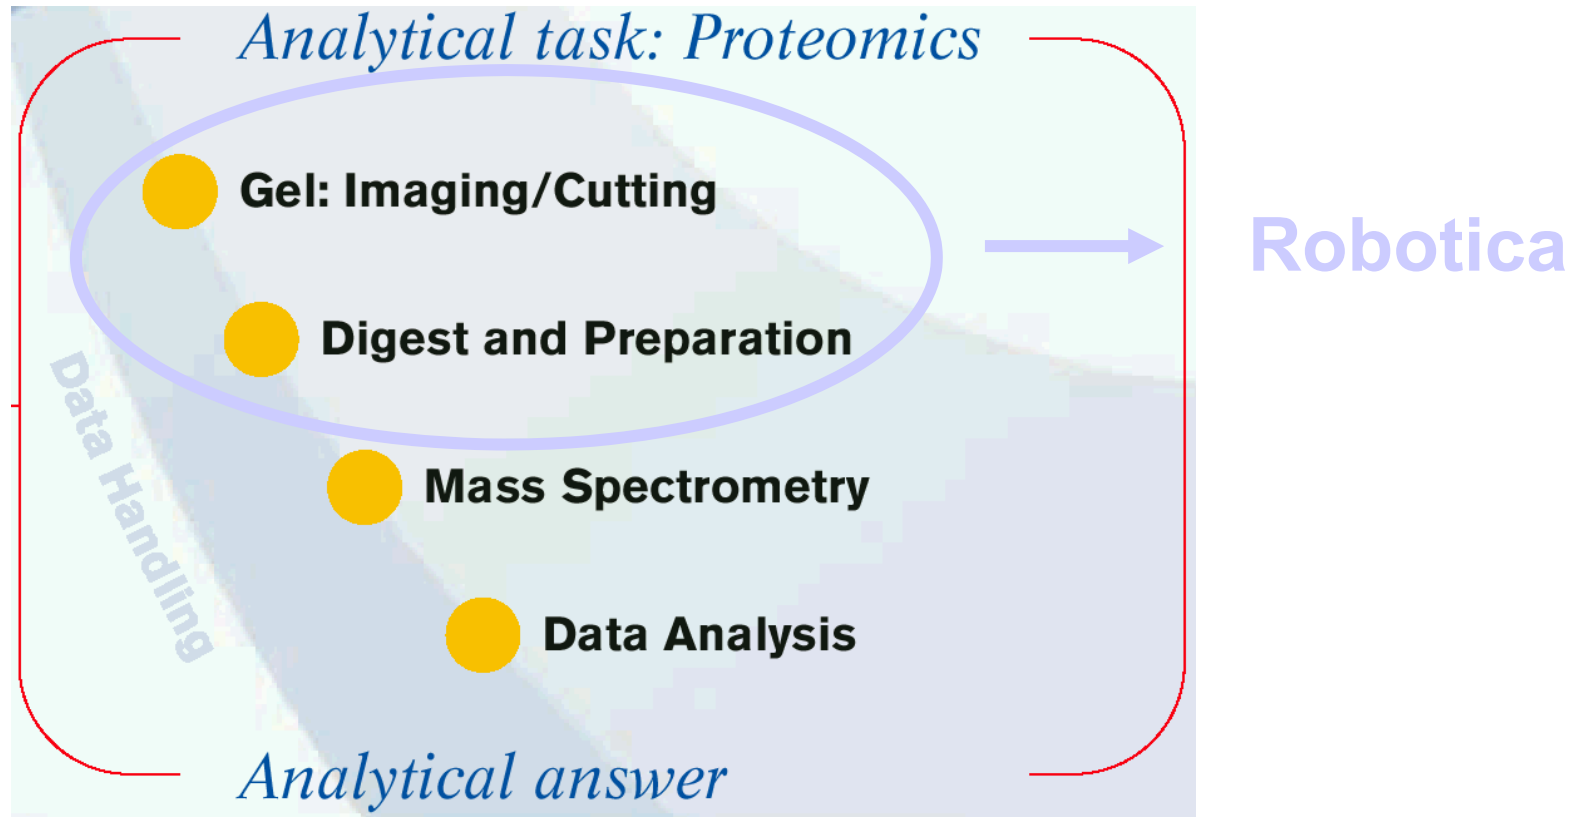 Analytical task: Proteomics
Gel: Imaging/Cutting
Robotica
Digest and Preparation
Data Handling
Mass Spectrometry
Data Analysis
Analytical answer